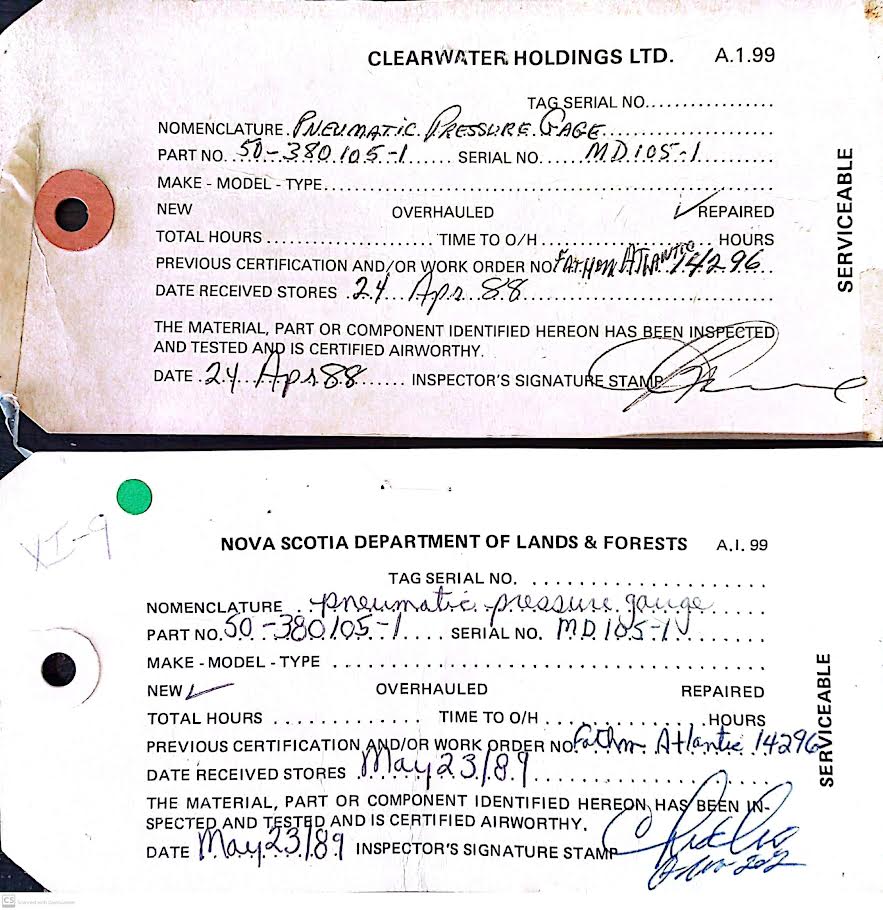 CLEARWATER HOLDINGS LTD. A.1.99
TAG SERIAL NO.................
NOMENCLATURE. PNEUMATIC PRESSURE GAGE
PART NO. 50-380105-1 SERIAL NO. MD105-1
MAKE - MODEL - TYPE
NEW OVERHAULED ✓ REPAIRED
TOTAL HOURS TIME TO O/H HOURS
PREVIOUS CERTIFICATION AND/OR WORK ORDER NO FATHOM ATLANTIC 14296
DATE RECEIVED STORES 24 Apr 88
THE MATERIAL, PART OR COMPONENT IDENTIFIED HEREON HAS BEEN INSPECTED
AND TESTED AND IS CERTIFIED AIRWORTHY.
DATE 24 Apr 88 INSPECTOR'S SIGNATURE STAMP
SERVICEABLE
XI-9
NOVA SCOTIA DEPARTMENT OF LANDS & FORESTS A.I. 99
TAG SERIAL NO.
NOMENCLATURE pneumatic pressure gauge
PART NO. 50-380105-1 SERIAL NO. MD105-1
MAKE - MODEL - TYPE
NEW ✓ OVERHAULED REPAIRED
TOTAL HOURS TIME TO O/H HOURS
PREVIOUS CERTIFICATION AND/OR WORK ORDER NO. Fathm Atlantic 14296
DATE RECEIVED STORES May 23/89
THE MATERIAL, PART OR COMPONENT IDENTIFIED HEREON HAS BEEN IN-
SPECTED AND TESTED AND IS CERTIFIED AIRWORTHY.
DATE May 23/89 INSPECTOR'S SIGNATURE STAMP
SERVICEABLE
CS Scanned with CamScanner